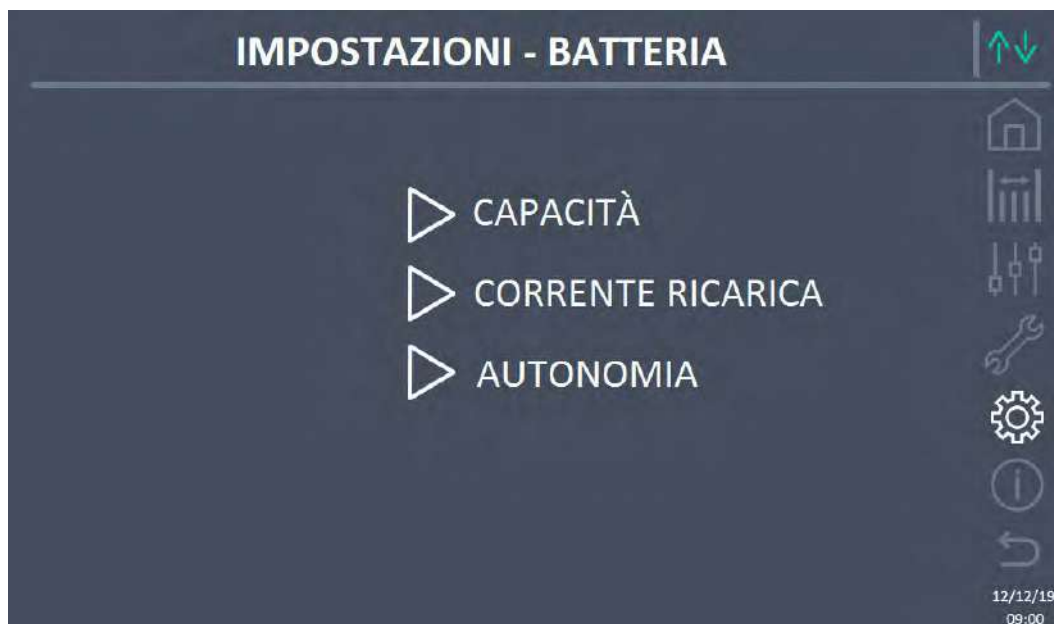 IMPOSTAZIONI - BATTERIA
CAPACITÀ
CORRENTE RICARICA
AUTONOMIA
12/12/19
09:00